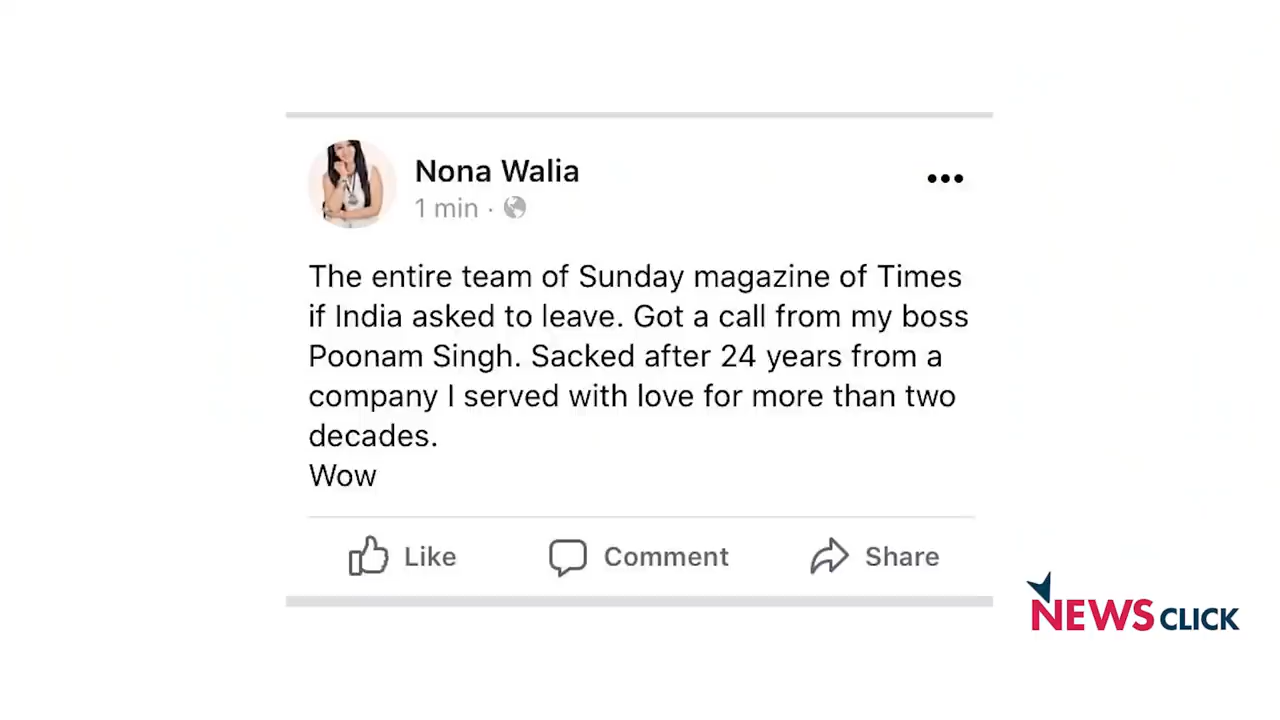 Nona Walia
1 min ·
The entire team of Sunday magazine of Times
if India asked to leave. Got a call from my boss
Poonam Singh. Sacked after 24 years from a
company I served with love for more than two
decades.
Wow
Like Comment Share
NEWSCLICK